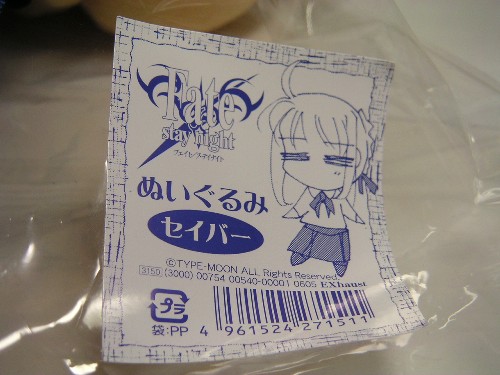 Fate
stay night
フェイト/ステイナイト
ぬいぐるみ
セイバー
©TYPE-MOON ALL Rights Reserved
3150 (3000) 00754 00540-00001 0605 EXhaust
プラ
袋:PP
4 961524 271511